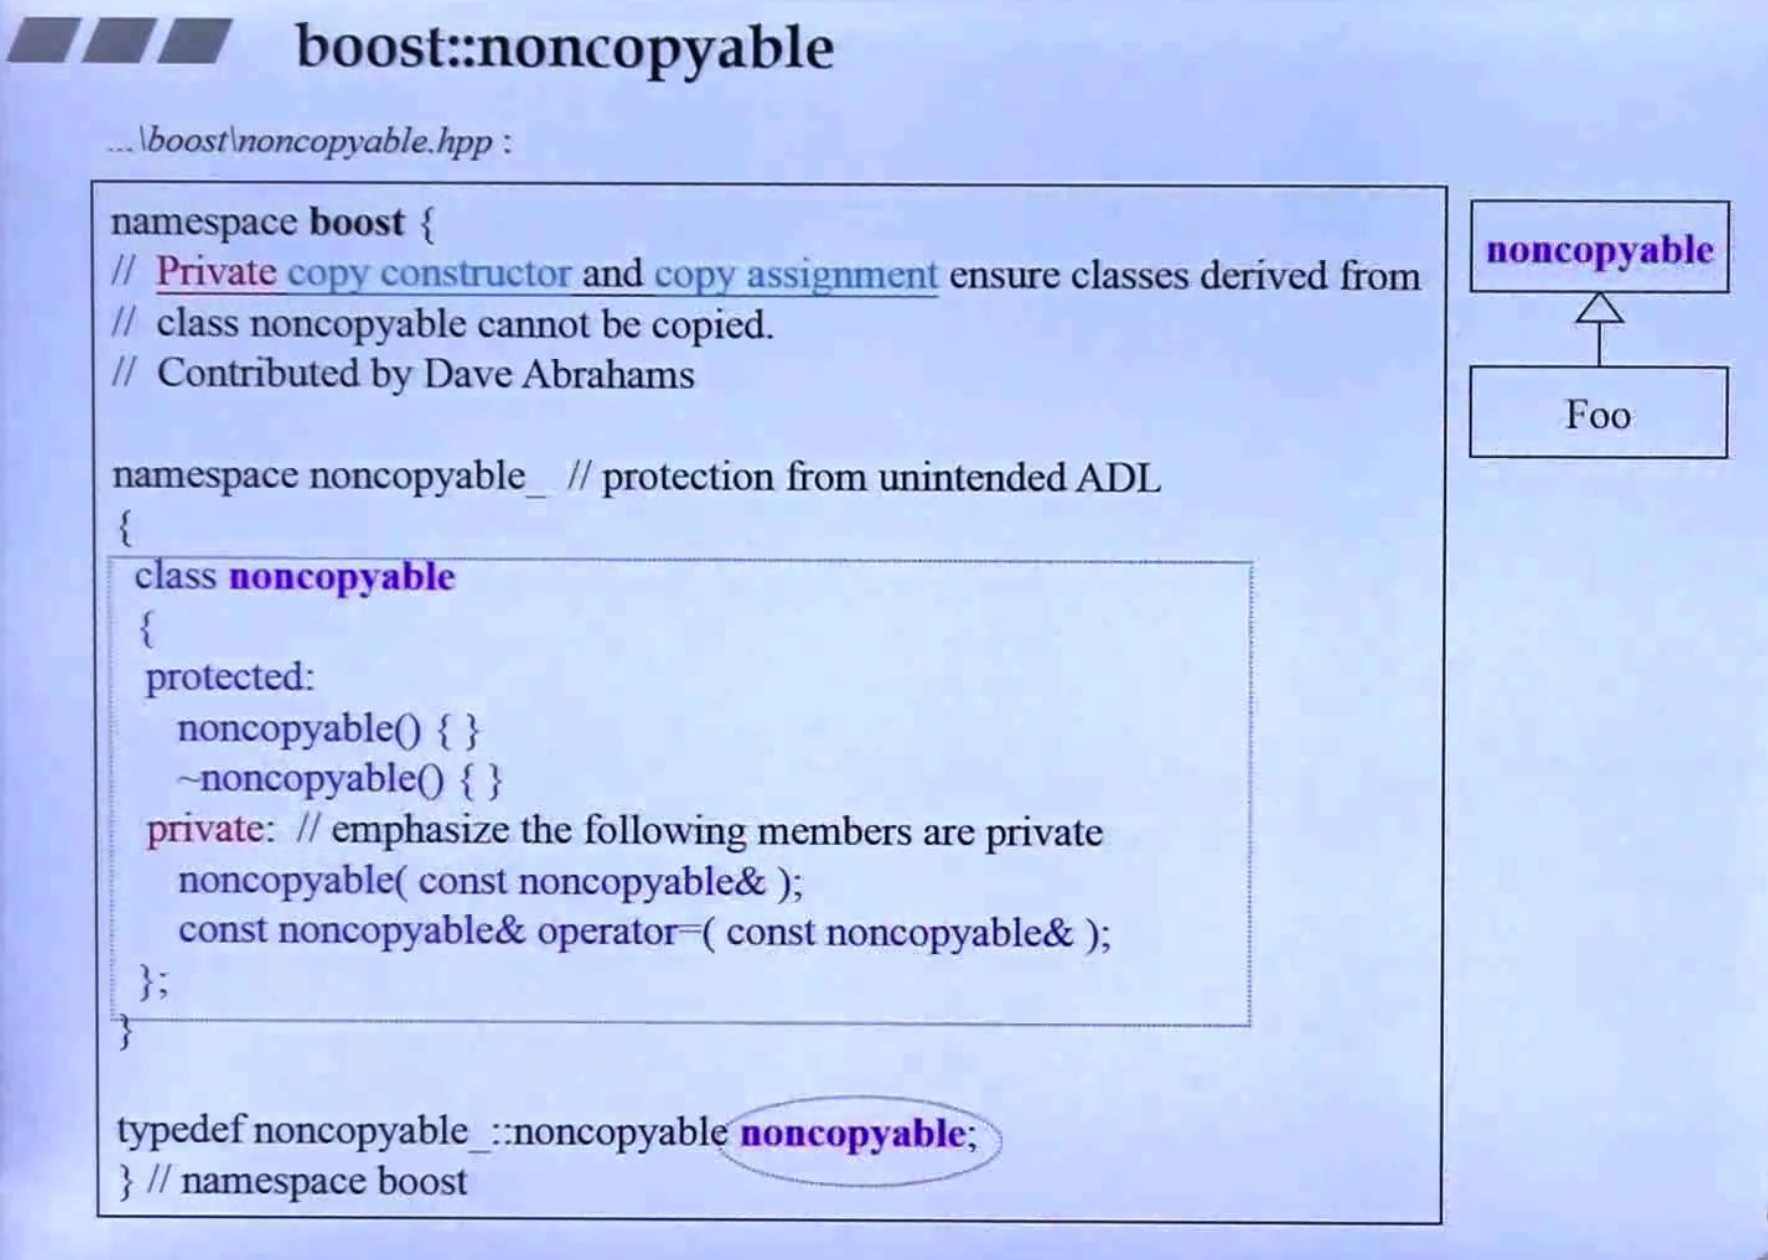 boost::noncopyable
...\boost\noncopyable.hpp :
namespace boost {
// Private copy constructor and copy assignment ensure classes derived from
// class noncopyable cannot be copied.
// Contributed by Dave Abrahams
namespace noncopyable_ // protection from unintended ADL
{
class noncopyable
{
protected:
noncopyable() { }
~noncopyable() { }
private: // emphasize the following members are private
noncopyable( const noncopyable& );
const noncopyable& operator=( const noncopyable& );
};
}
typedef noncopyable_::noncopyable noncopyable;
} // namespace boost
noncopyable
Foo